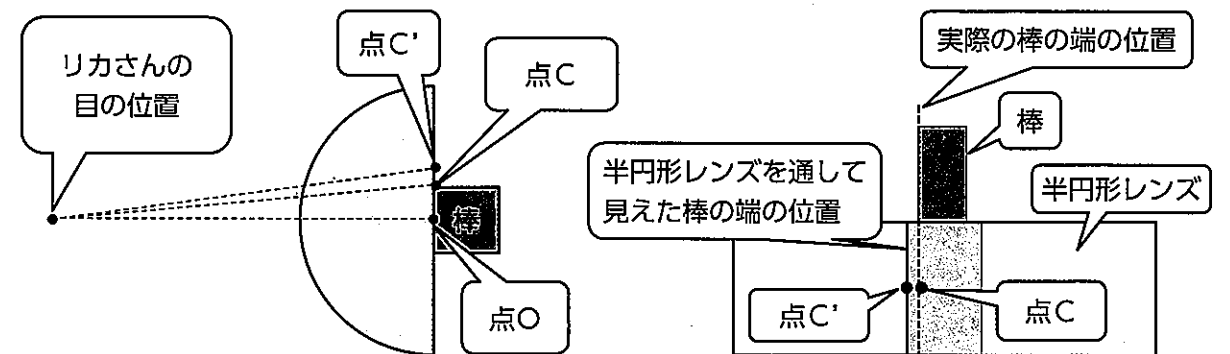 リカさんの
目の位置
点C'
点C
棒
点O
実際の棒の端の位置
棒
半円形レンズを通して
見えた棒の端の位置
半円形レンズ
点C'
点C